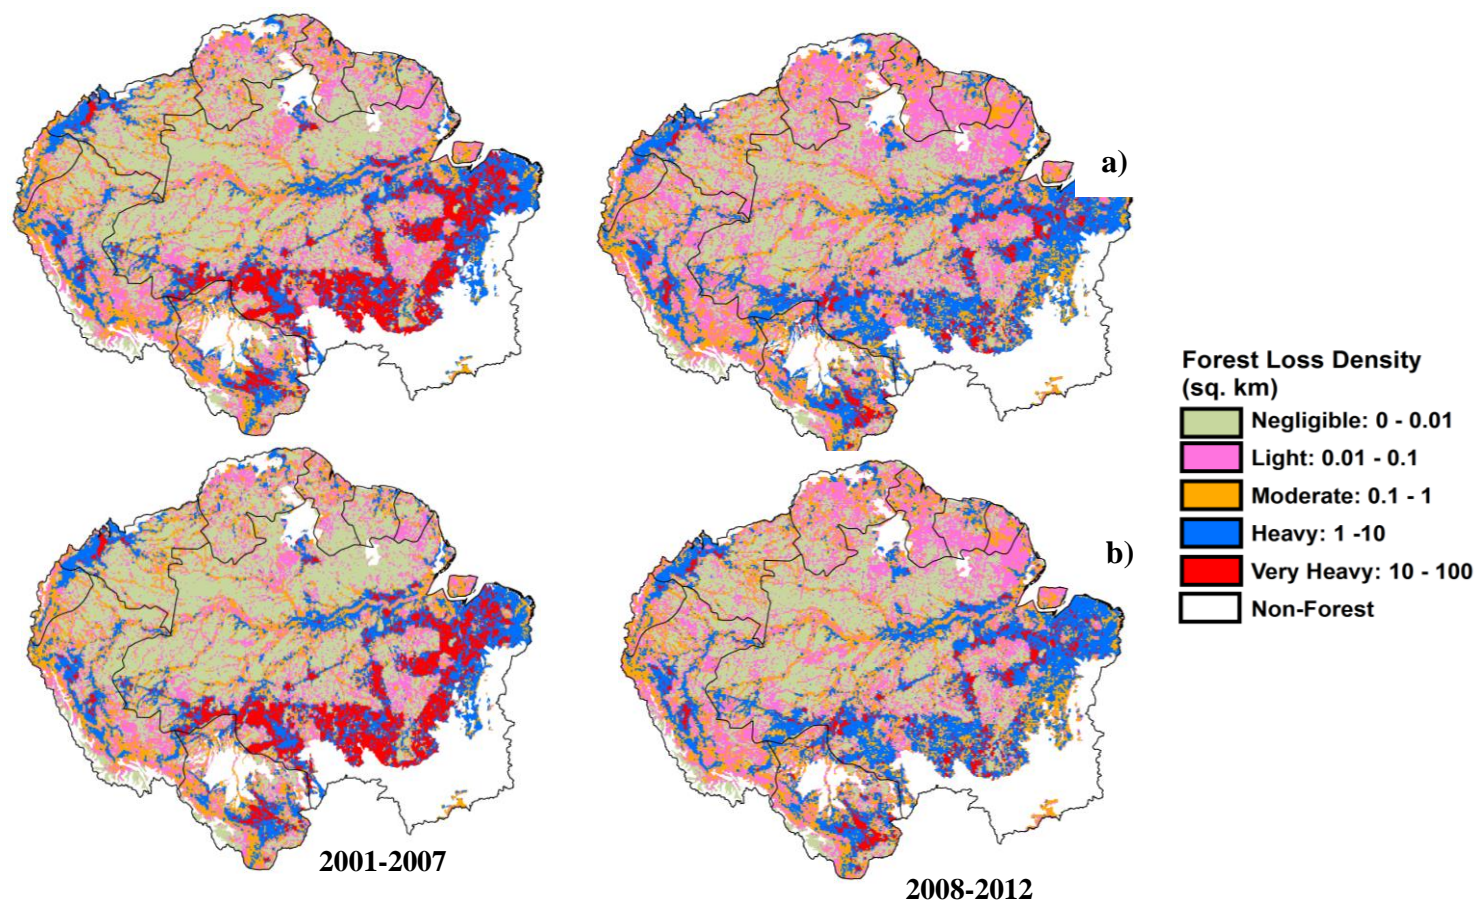 a)
Forest Loss Density
(sq. km)
Negligible: 0 - 0.01
Light: 0.01 - 0.1
Moderate: 0.1 - 1
Heavy: 1 -10
Very Heavy: 10 - 100
Non-Forest
b)
2001-2007
2008-2012